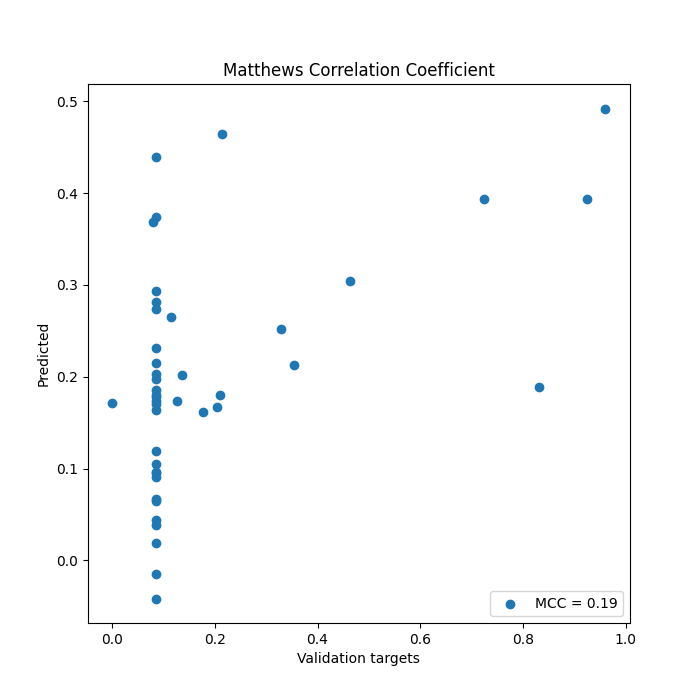 Matthews Correlation Coefficient
0.5
0.4
0.3
0.2
0.1
0.0
Predicted
MCC = 0.19
0.0 0.2 0.4 0.6 0.8 1.0
Validation targets